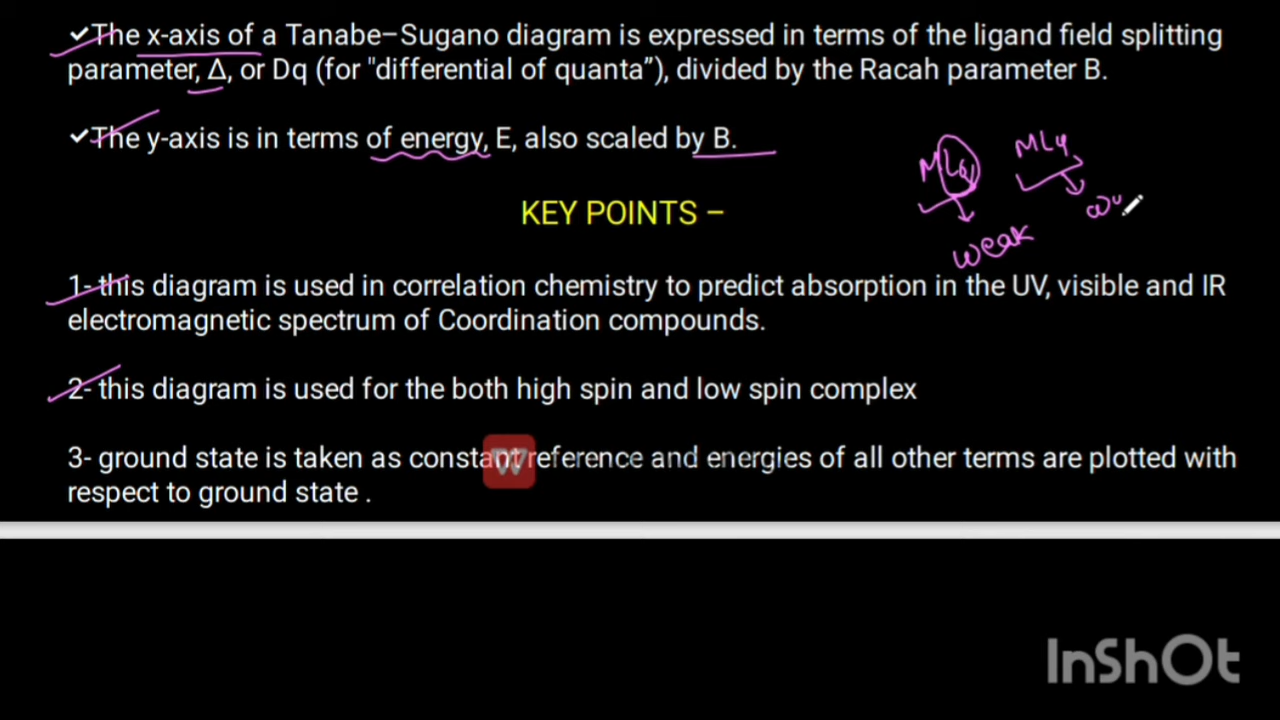 ✓The x-axis of a Tanabe–Sugano diagram is expressed in terms of the ligand field splitting
parameter, Δ, or Dq (for "differential of quanta”), divided by the Racah parameter B.
✓The y-axis is in terms of energy, E, also scaled by B.
ML4
weak
KEY POINTS –
1- this diagram is used in correlation chemistry to predict absorption in the UV, visible and IR
electromagnetic spectrum of Coordination compounds.
2- this diagram is used for the both high spin and low spin complex
3- ground state is taken as constant reference and energies of all other terms are plotted with
respect to ground state .
InShOt